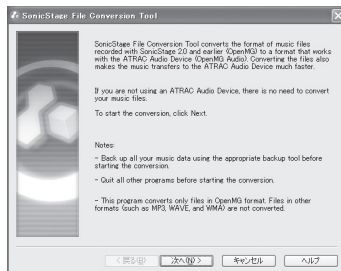 SonicStage File Conversion Tool
SonicStage File Conversion Tool converts the format of music files
recorded with SonicStage 2.0 and earlier (OpenMG) to a format that works
with the ATRAC Audio Device (OpenMG Audio). Converting the files also
makes the music transfers to the ATRAC Audio Device much faster.
If you are not using an ATRAC Audio Device, there is no need to convert
your music files.
To start the conversion, click Next.
Notes:
- Back up all your music data using the appropriate backup tool before
starting the conversion.
- Quit all other programs before starting the conversion.
- This program converts only files in OpenMG format. Files in other
formats (such as MP3, WAVE, and WMA) are not converted.
< 戻る(B) 次へ(N) > キャンセル ヘルプ